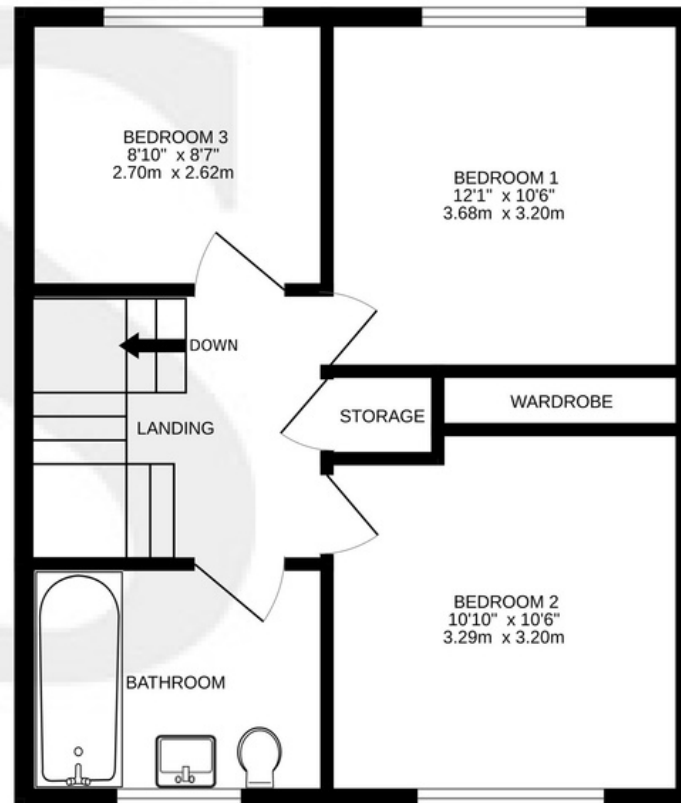 BEDROOM 3
8'10" x 8'7"
2.70m x 2.62m
BEDROOM 1
12'1" x 10'6"
3.68m x 3.20m
DOWN
LANDING
STORAGE
WARDROBE
BEDROOM 2
10'10" x 10'6"
3.29m x 3.20m
BATHROOM